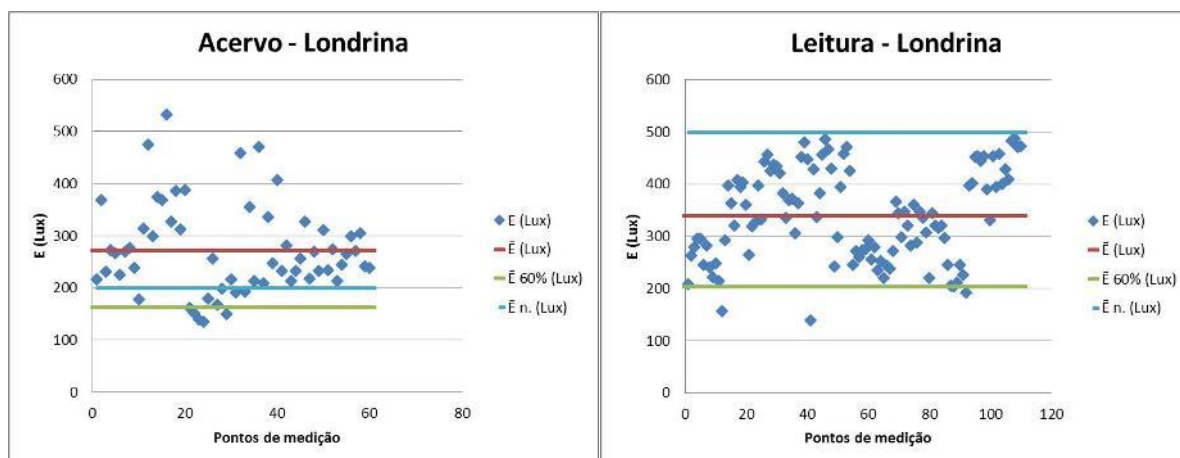 Acervo - Londrina
600
500
400
300
200
100
0
E (Lux)
0
20
40
60
80
Pontos de medição
E (Lux)
Ē (Lux)
Ē 60% (Lux)
Ē n. (Lux)
Leitura - Londrina
600
500
400
300
200
100
0
E (Lux)
0
20
40
60
80
100
120
Pontos de medição
E (Lux)
Ē (Lux)
Ē 60% (Lux)
Ē n. (Lux)